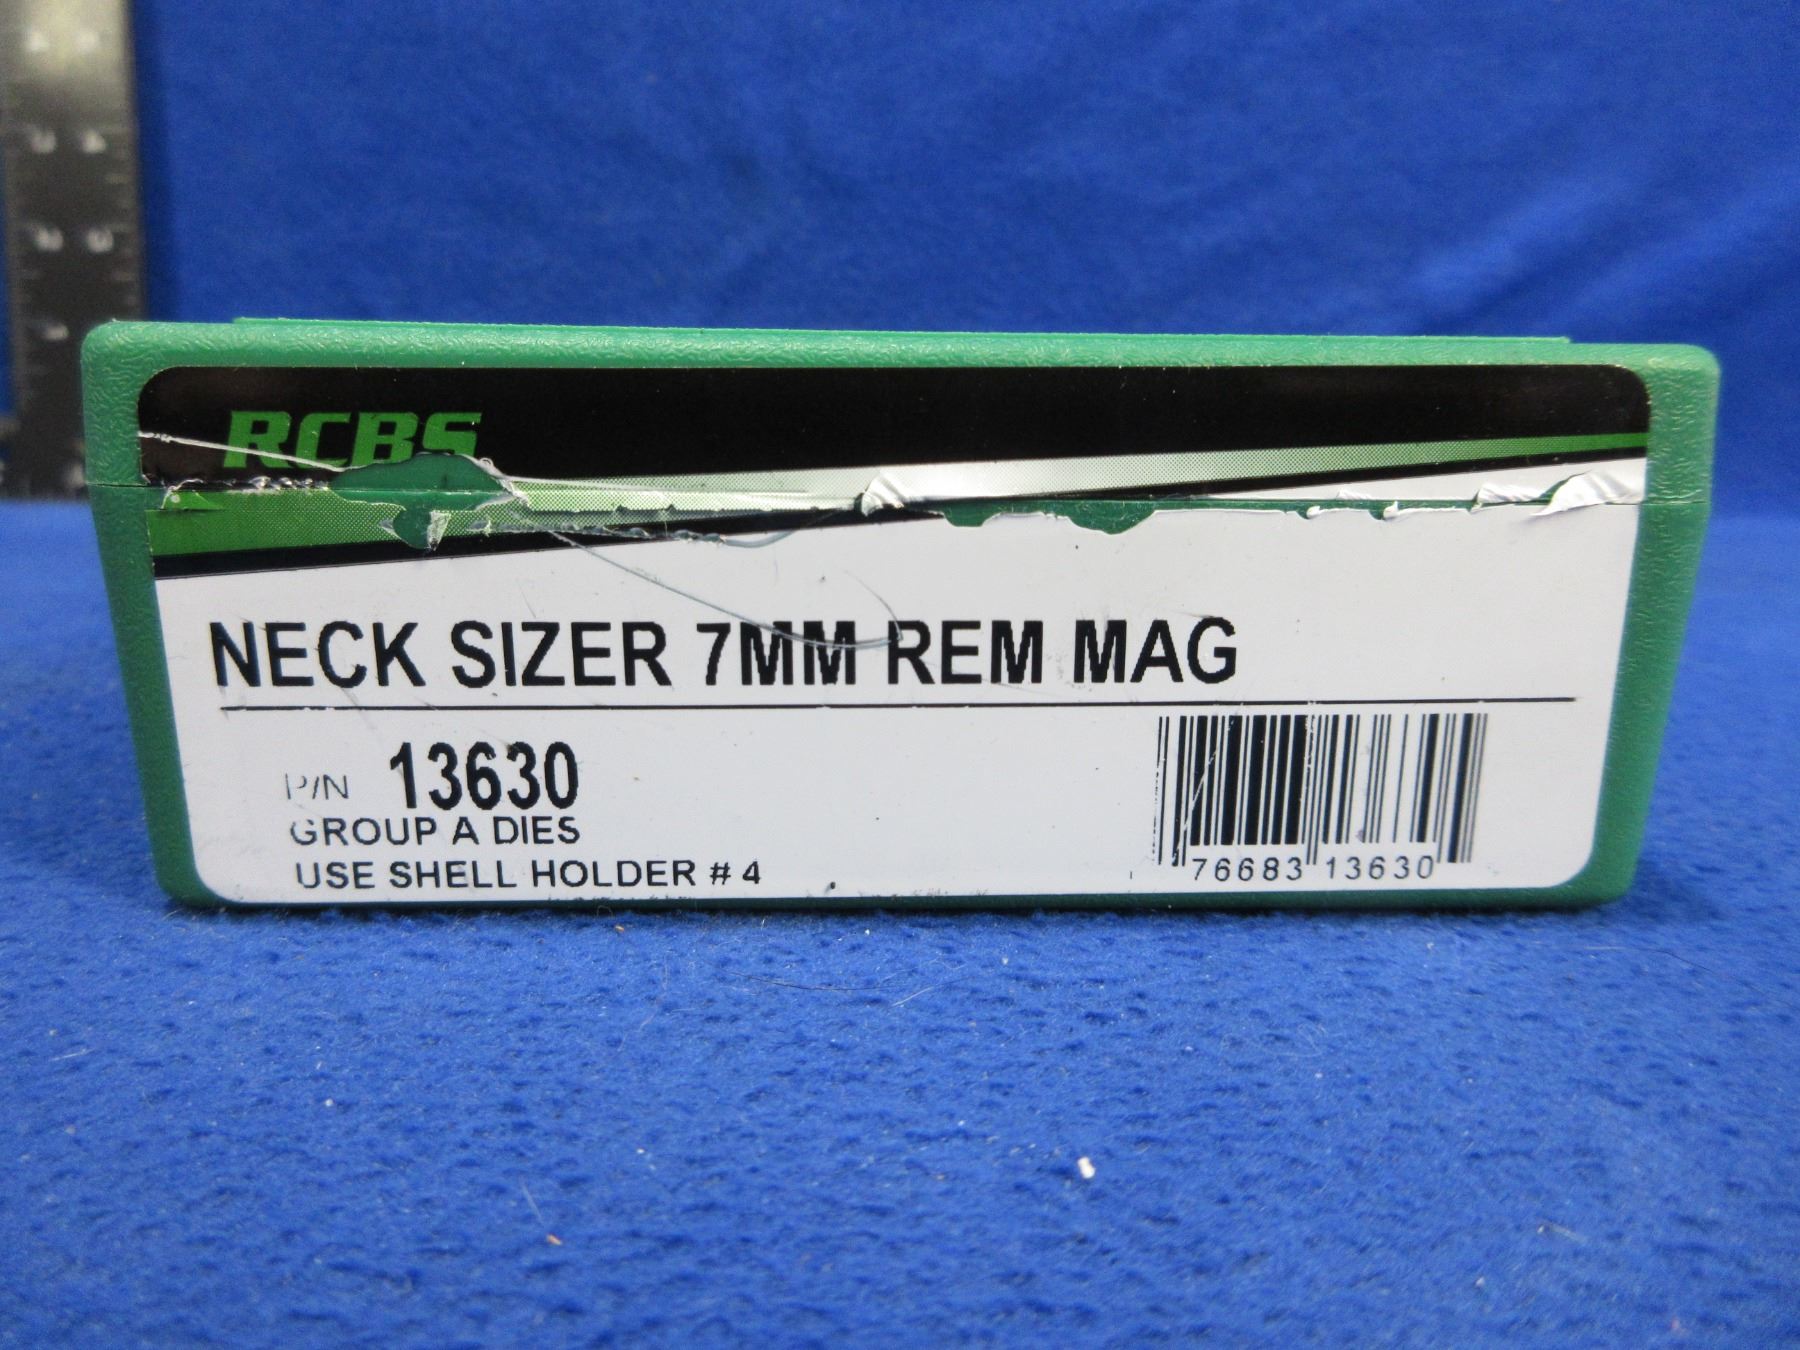 RCBS
NECK SIZER 7MM REM MAG
P/N 13630
GROUP A DIES
USE SHELL HOLDER # 4
76683 13630